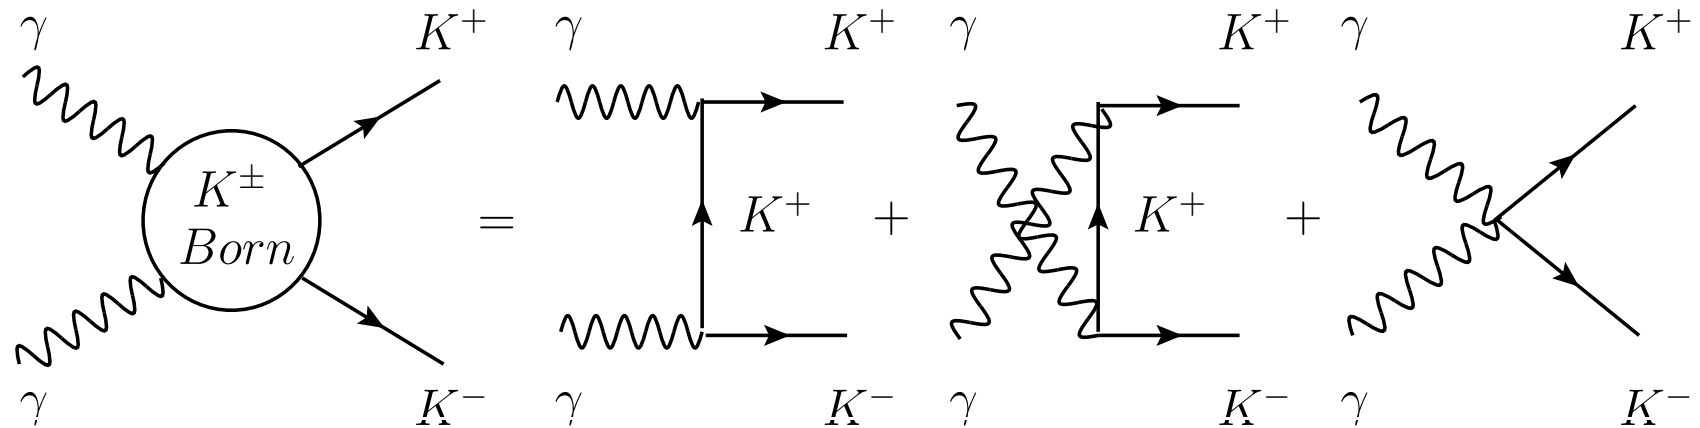 γ K⁺ γ K⁺ γ K⁺ γ K⁺
K±
Born
= K⁺ + K⁺ +
γ K⁻ γ K⁻ γ K⁻ γ K⁻